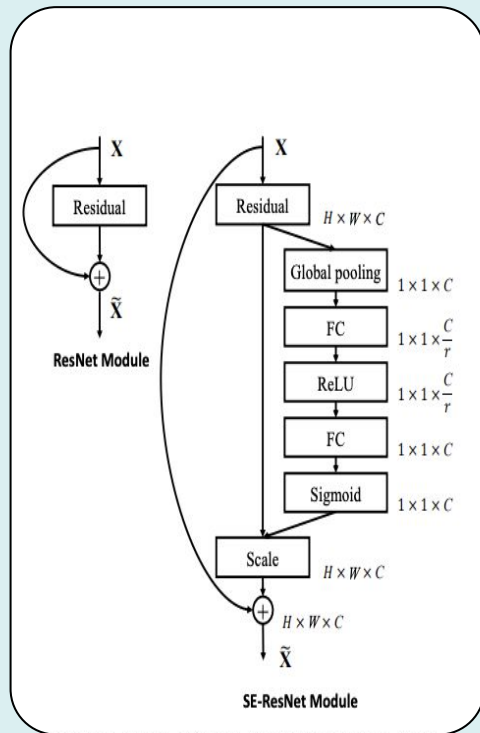 X
Residual
+
X̃
ResNet Module
X
Residual
H × W × C
Global pooling
1 × 1 × C
FC
1 × 1 × C/r
ReLU
1 × 1 × C/r
FC
1 × 1 × C
Sigmoid
1 × 1 × C
Scale
H × W × C
+
H × W × C
X̃
SE-ResNet Module